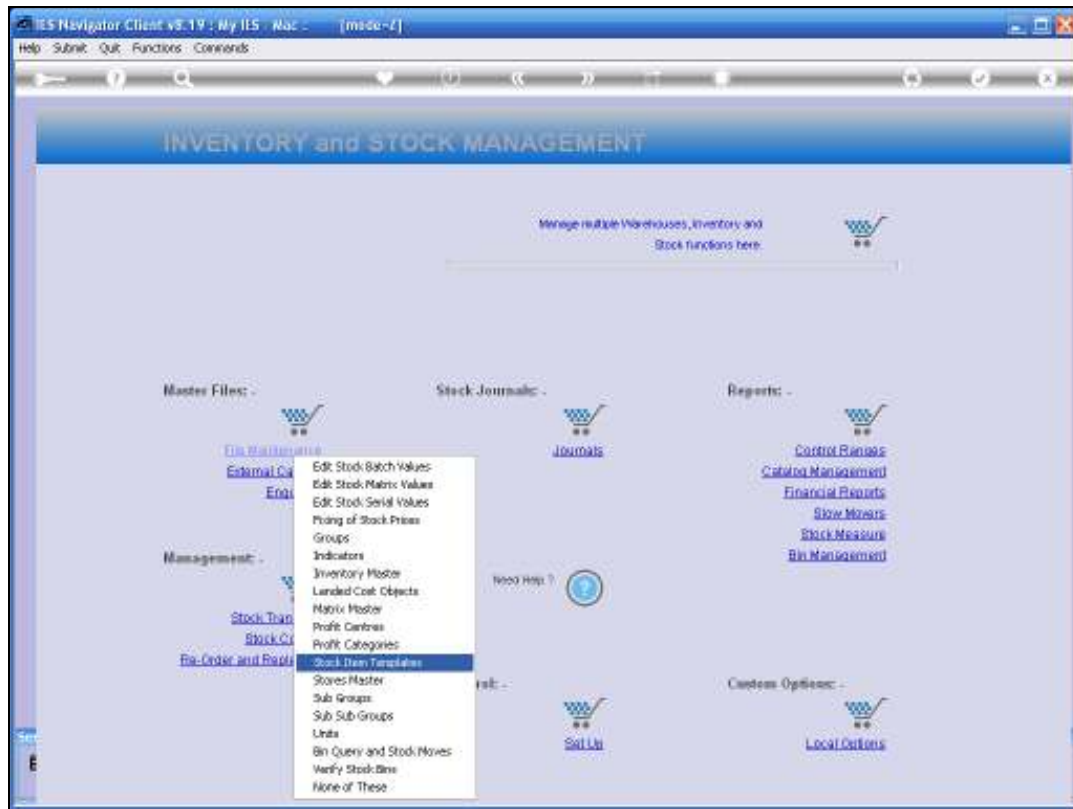 IES Navigator Client v8.19 : My IES - Mac :
Help Submit Quit Functions Commands
INVENTORY and STOCK MANAGEMENT
Manage multiple Warehouses, Inventory and
Stock functions here.
Master Files: -
Stock Journals: -
Reports: -
File Maintenance
Journals
Control Ranges
External Ca
Catalog Management
Enqu
Financial Reports
Slow Movers
Stock Measure
Bin Management
Edit Stock Batch Values
Edit Stock Matrix Values
Edit Stock Serial Values
Fixing of Stock Prices
Groups
Indicators
Inventory Master
Landed Cost Objects
Matrix Master
Profit Centres
Profit Categories
Stock Item Templates
Stores Master
Sub Groups
Sub Sub Groups
Units
Bin Query and Stock Moves
Verify Stock Bins
None of These
Management: -
Need Help ?
Stock Tran
Stock C
Re-Order and Repl
Custom Options: -
Set Up
Local Options